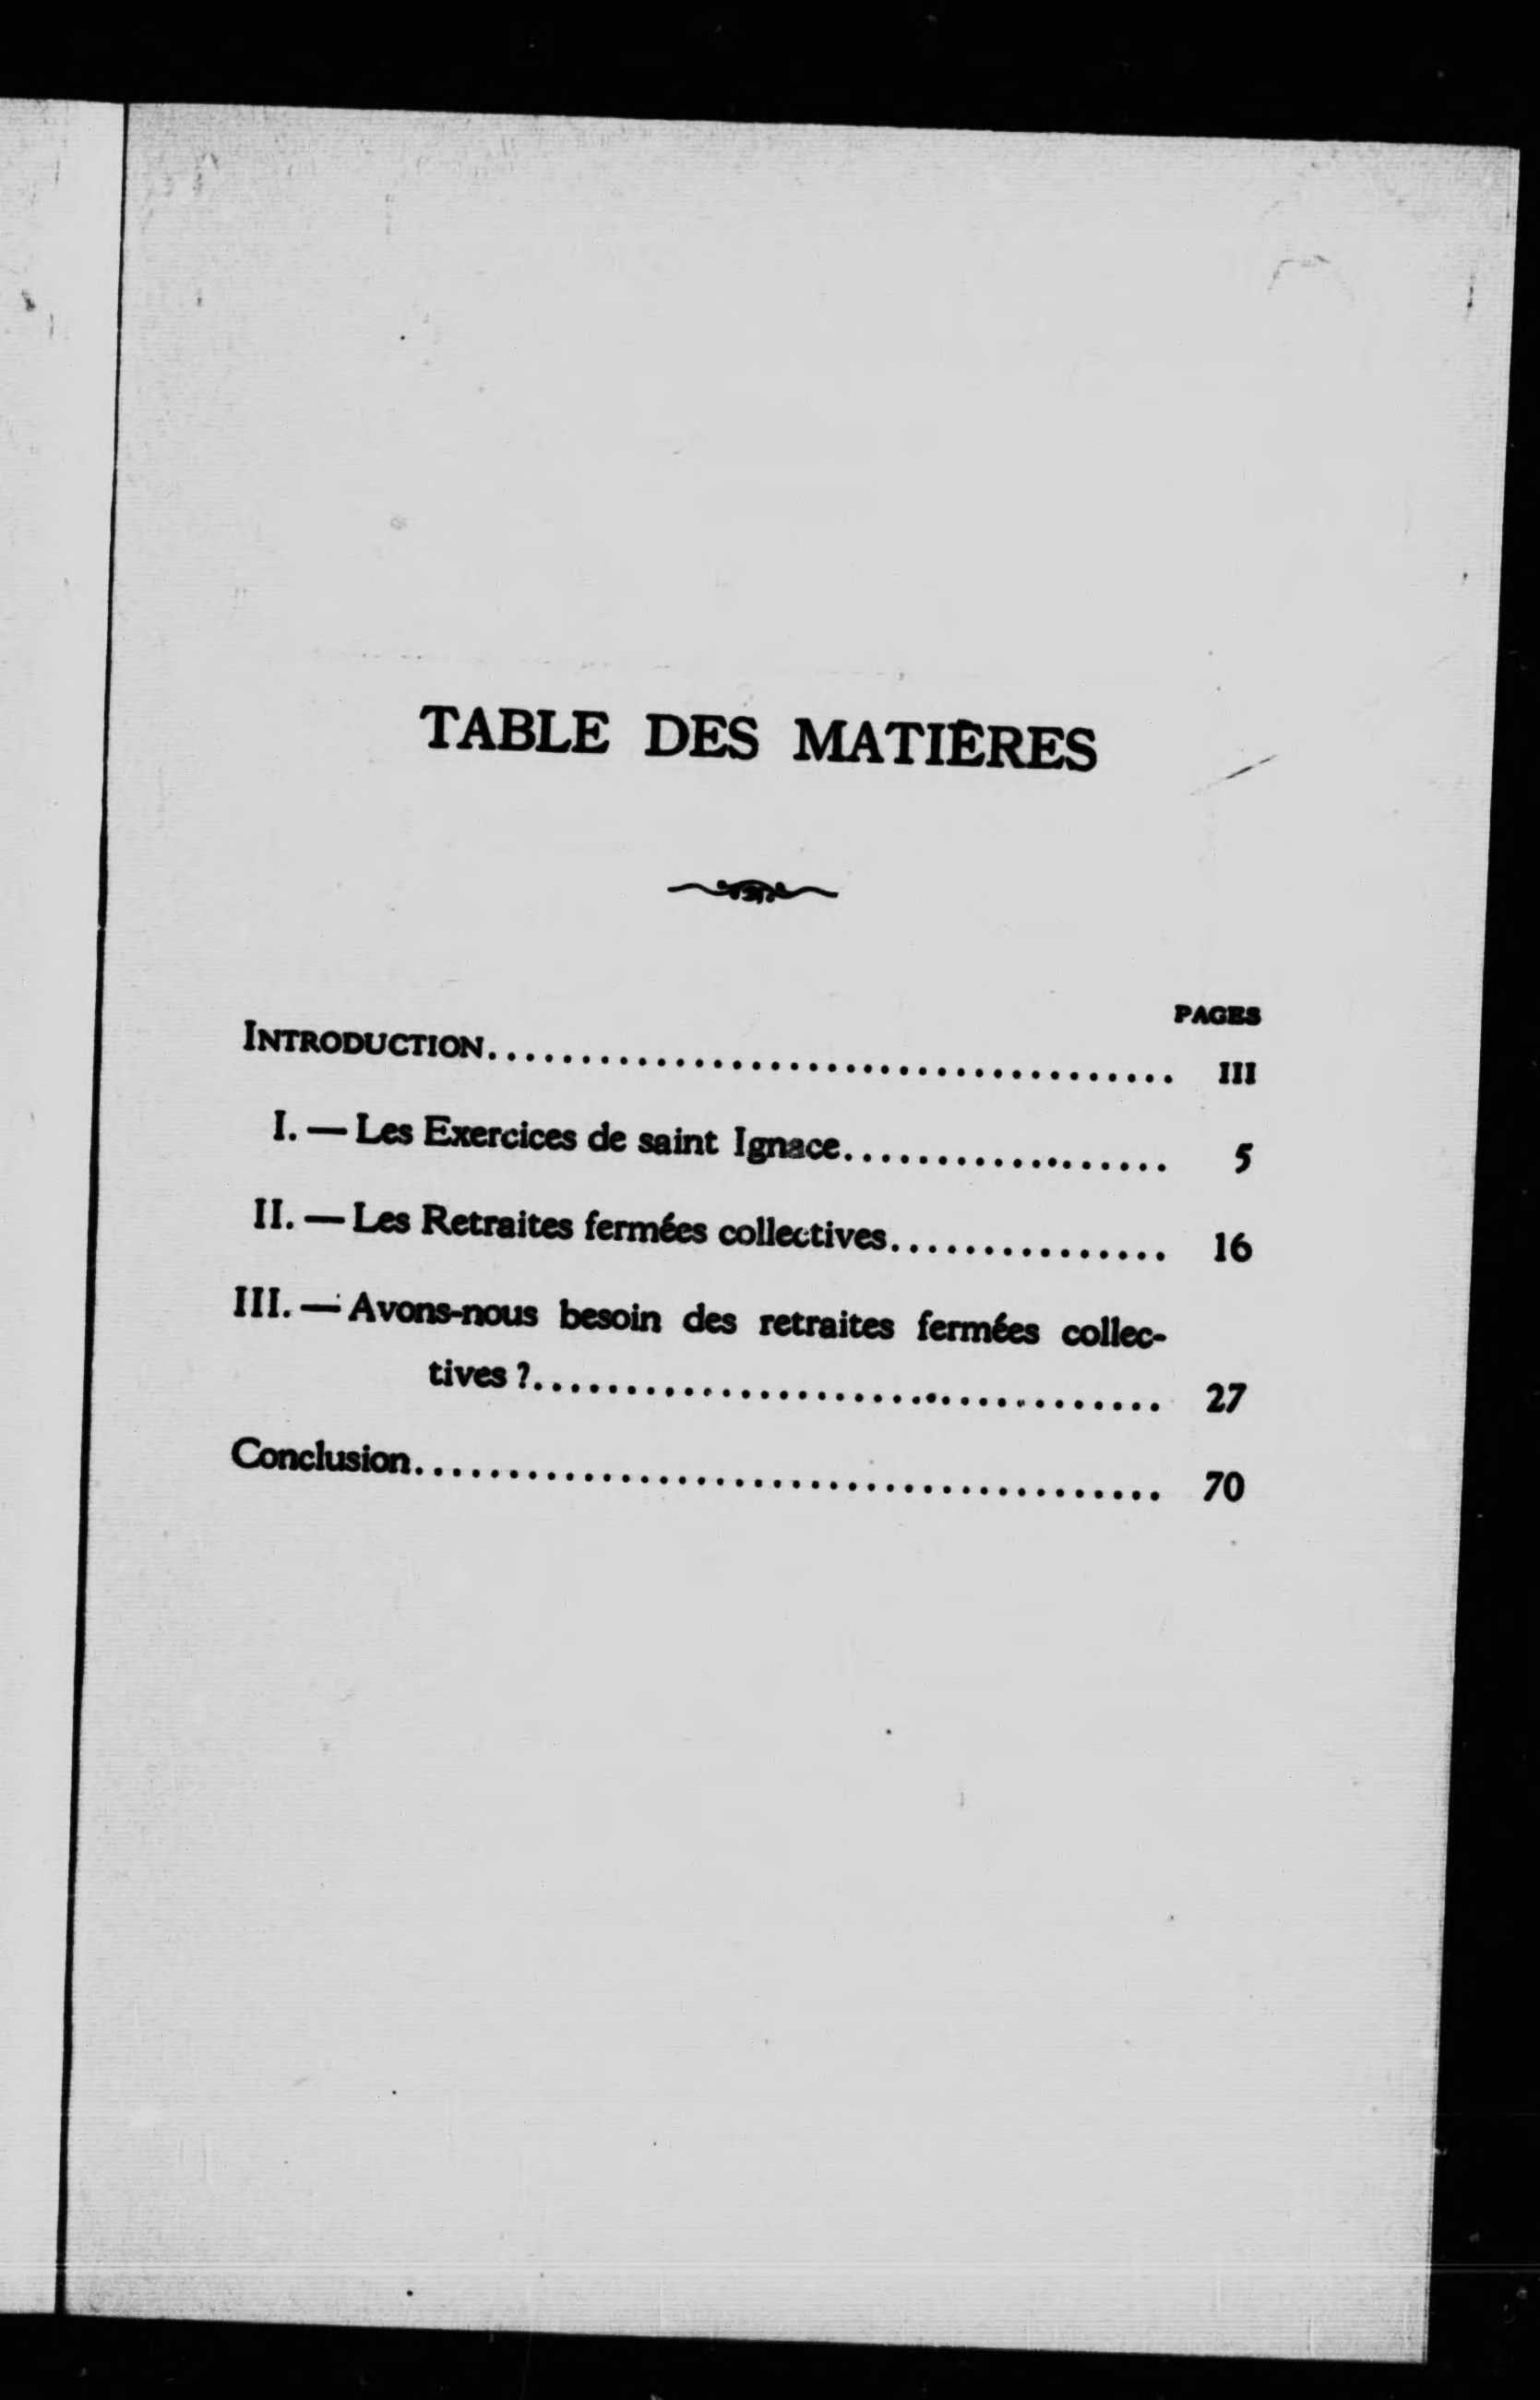 TABLE DES MATIÈRES
PAGES
INTRODUCTION........................................ III
I. — Les Exercices de saint Ignace.................. 5
II. — Les Retraites fermées collectives............... 16
III. — Avons-nous besoin des retraites fermées collec-
tives ?.................................. 27
Conclusion........................................ 70